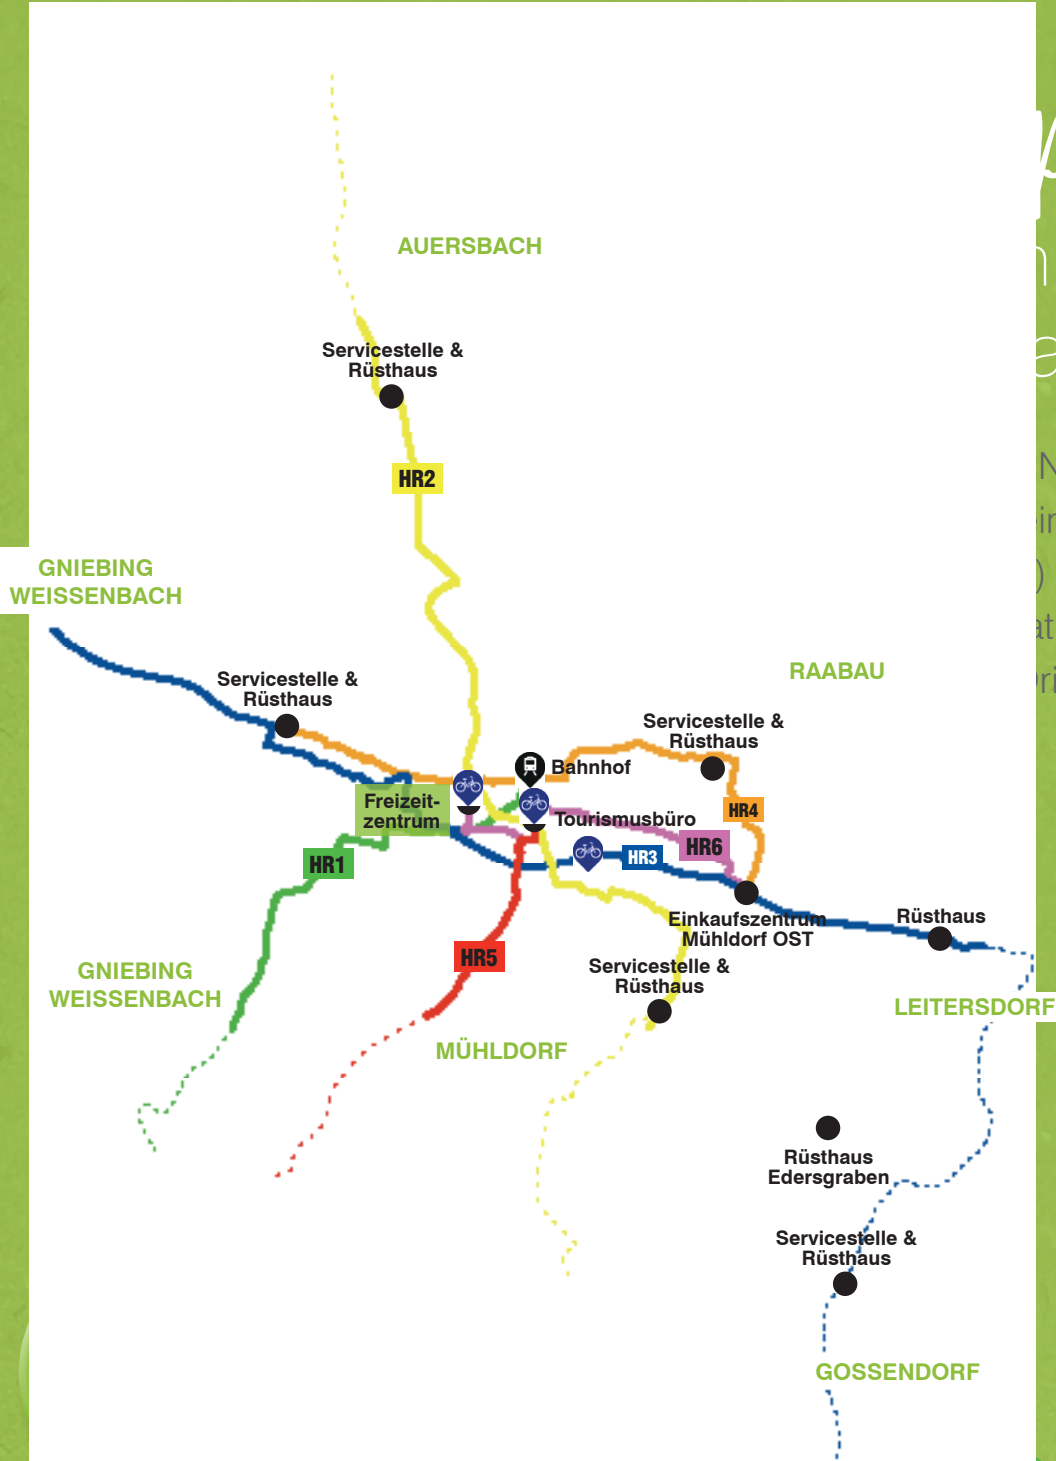 AUERSBACH
Servicestelle &
Rüsthaus
HR2
GNIEBING
WEISSENBACH
Servicestelle &
Rüsthaus
RAABAU
Servicestelle &
Rüsthaus
Bahnhof
Freizeit-
zentrum
Tourismusbüro
HR4
HR1
HR6
HR3
Einkaufszentrum
Mühldorf OST
Rüsthaus
HR5
Servicestelle &
Rüsthaus
GNIEBING
WEISSENBACH
LEITERSDORF
MÜHLDORF
Rüsthaus
Edersgraben
Servicestelle &
Rüsthaus
GOSSENDORF